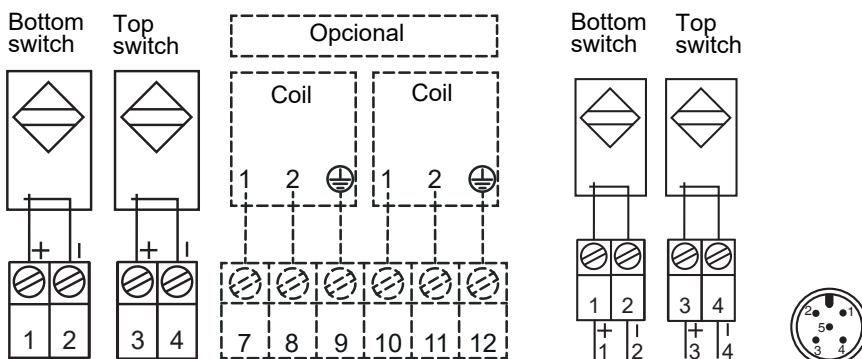 Bottom
switch
Top
switch
Opcional
Coil
Coil
1 2
1 2
+ −
+ −
1 2
3 4
7 8 9 10 11 12
Bottom
switch
Top
switch
1 2
3 4
+ −
+ −
1 2
3 4
2 1
5
3 4